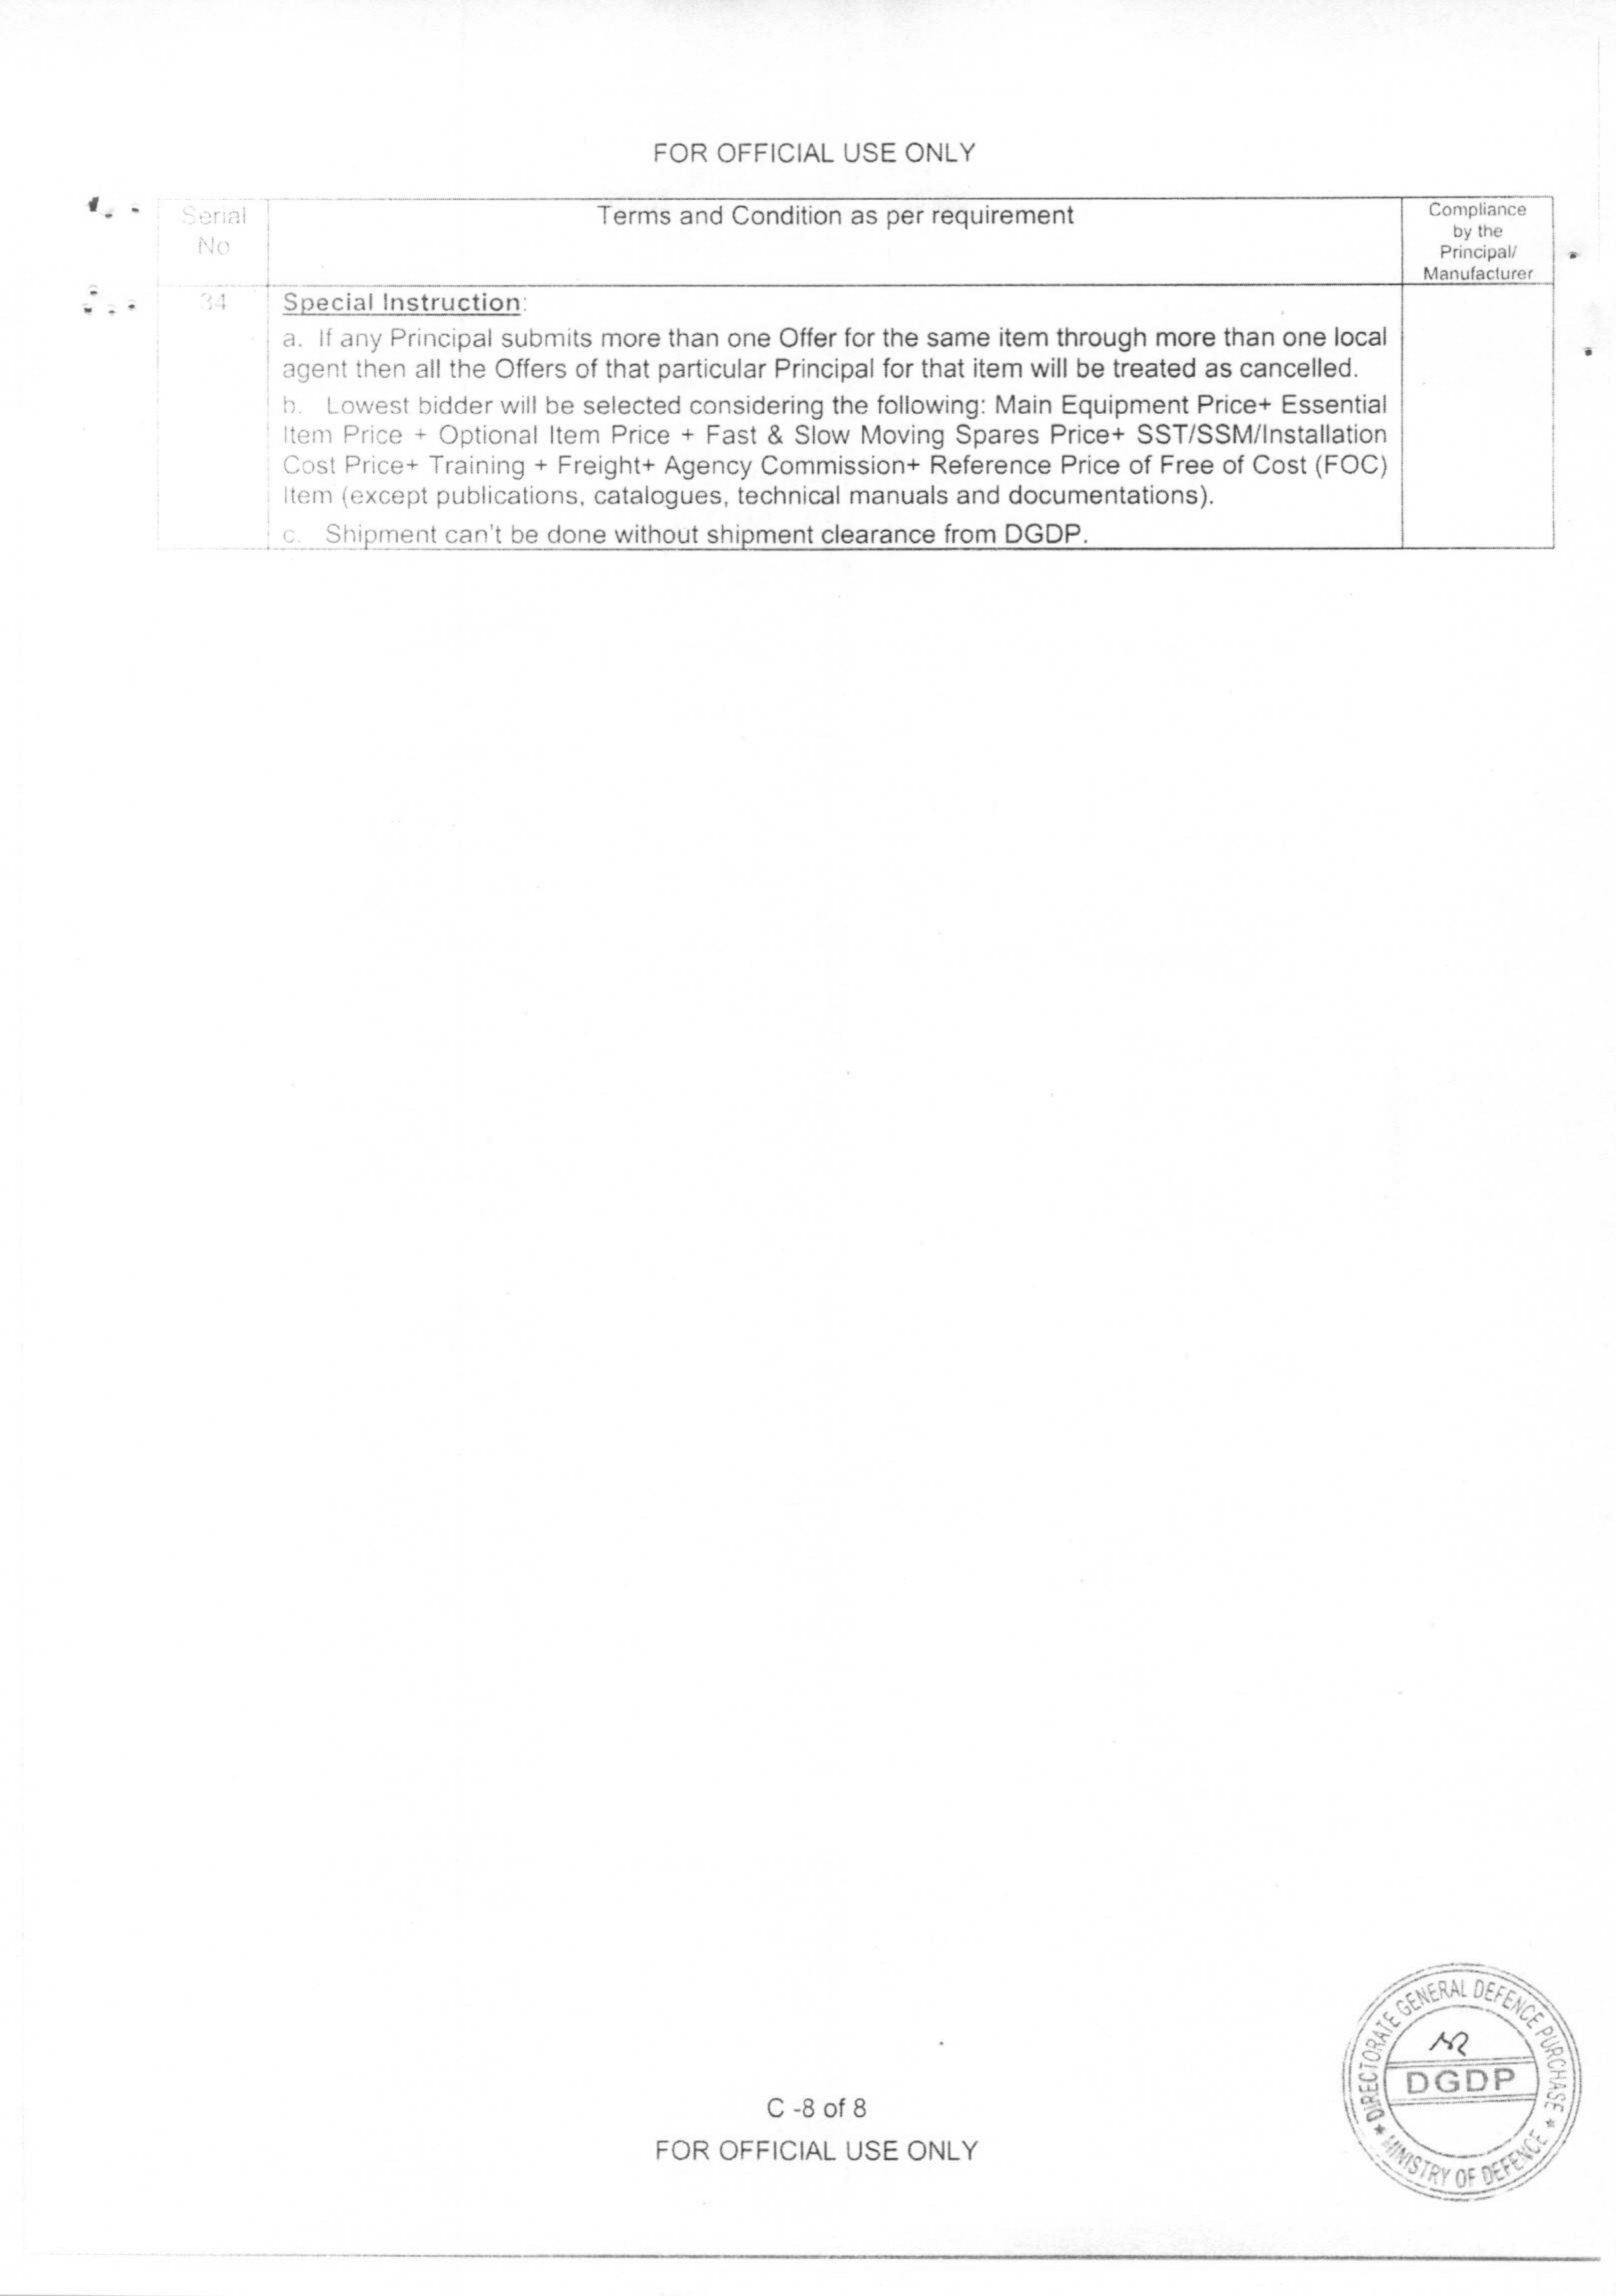 FOR OFFICIAL USE ONLY
Serial
No
Terms and Condition as per requirement
Compliance
by the
Principal/
Manufacturer
34
Special Instruction:
a. If any Principal submits more than one Offer for the same item through more than one local
agent then all the Offers of that particular Principal for that item will be treated as cancelled.
b. Lowest bidder will be selected considering the following: Main Equipment Price+ Essential
Item Price + Optional Item Price + Fast & Slow Moving Spares Price+ SST/SSM/Installation
Cost Price+ Training + Freight+ Agency Commission+ Reference Price of Free of Cost (FOC)
Item (except publications, catalogues, technical manuals and documentations).
c. Shipment can't be done without shipment clearance from DGDP.
DIRECTORATE GENERAL DEFENCE PURCHASE
DGDP
MINISTRY OF DEFENCE
C -8 of 8
FOR OFFICIAL USE ONLY